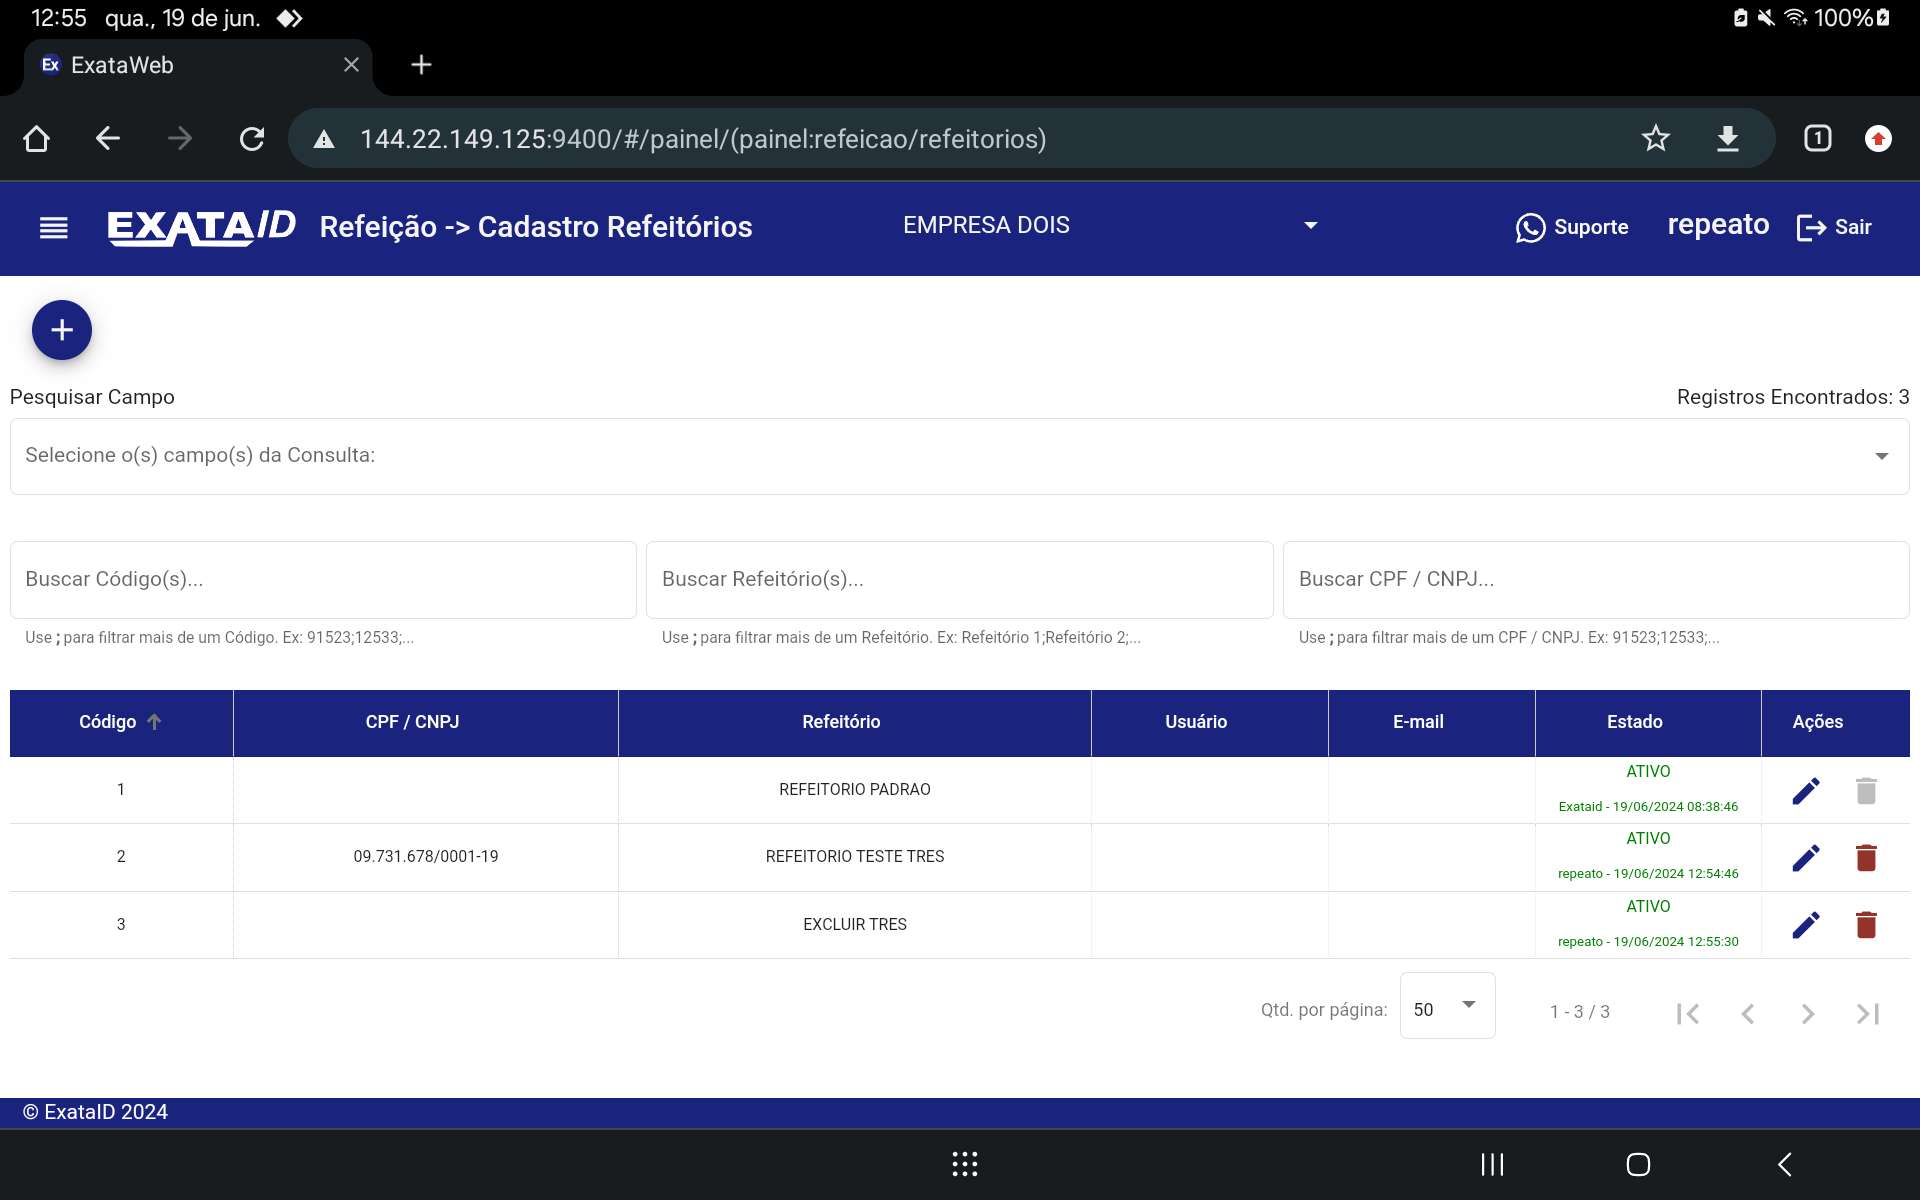 12:55 qua., 19 de jun. 100%
Ex ExataWeb
144.22.149.125:9400/#/painel/(painel:refeicao/refeitorios) 1
EXATAID Refeição -> Cadastro Refeitórios EMPRESA DOIS Suporte repeato Sair
Pesquisar Campo Registros Encontrados: 3
Selecione o(s) campo(s) da Consulta:
Buscar Código(s)... Buscar Refeitório(s)... Buscar CPF / CNPJ...
Use ; para filtrar mais de um Código. Ex: 91523;12533;... Use ; para filtrar mais de um Refeitório. Ex: Refeitório 1;Refeitório 2;... Use ; para filtrar mais de um CPF / CNPJ. Ex: 91523;12533;...
Código CPF / CNPJ Refeitório Usuário E-mail Estado Ações
1 REFEITORIO PADRAO ATIVO
Exataid - 19/06/2024 08:38:46
2 09.731.678/0001-19 REFEITORIO TESTE TRES ATIVO
repeato - 19/06/2024 12:54:46
3 EXCLUIR TRES ATIVO
repeato - 19/06/2024 12:55:30
Qtd. por página: 50 1 - 3 / 3
© ExataID 2024